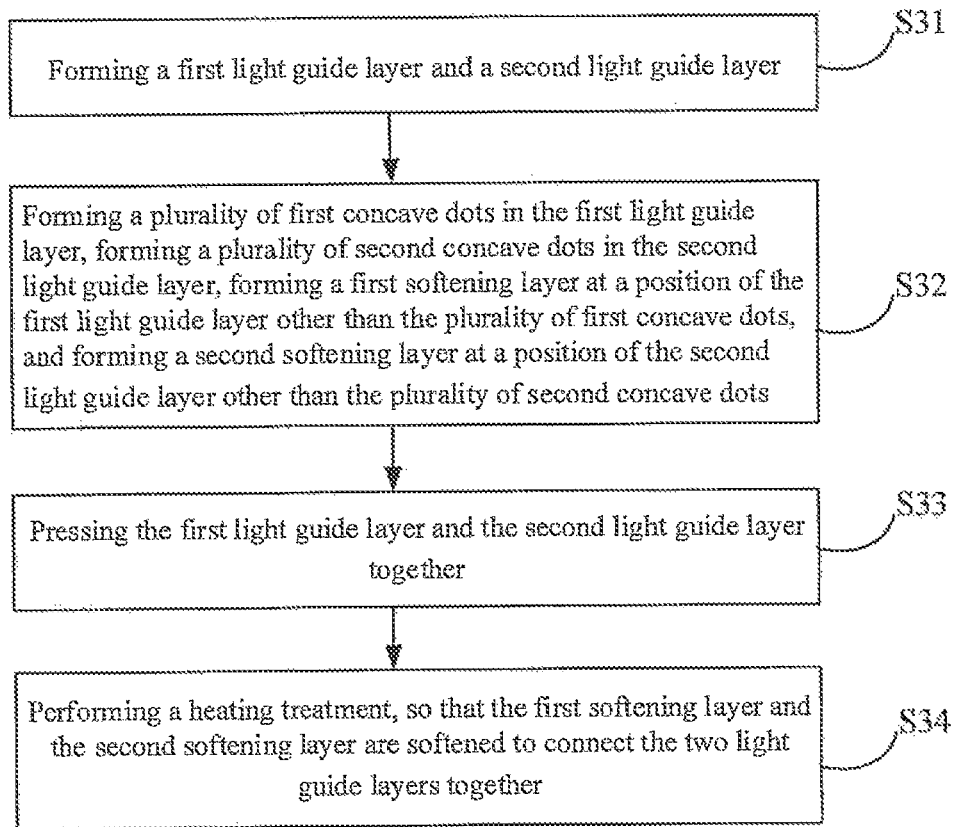 S31
Forming a first light guide layer and a second light guide layer
Forming a plurality of first concave dots in the first light guide
layer, forming a plurality of second concave dots in the second
light guide layer, forming a first softening layer at a position of the
first light guide layer other than the plurality of first concave dots,
and forming a second softening layer at a position of the second
light guide layer other than the plurality of second concave dots
S32
Pressing the first light guide layer and the second light guide layer
together
S33
Performing a heating treatment, so that the first softening layer and
the second softening layer are softened to connect the two light
guide layers together
S34